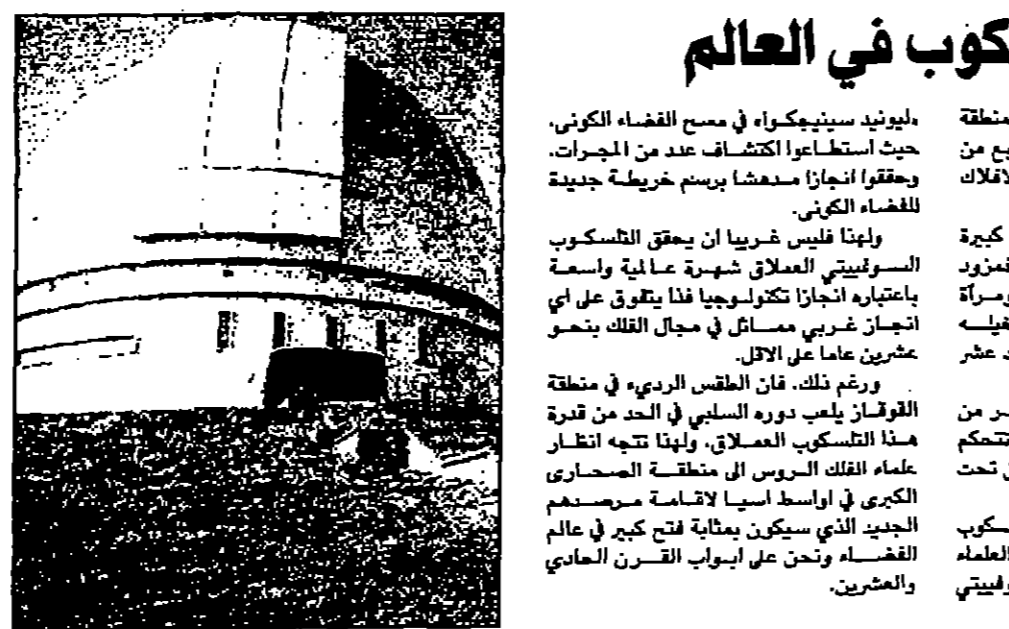 كوب في العالم
منطقة
بع من
لافلاك
كبيرة
فمزود
ومرآة
د عشر
ـر من
تتحكم
ن تحت
ـكوب
العلماء
وفييتي
«ليونيد سينيجكوا» في مسح الفضاء الكوني،
حيث استطاعوا اكتشاف عدد من المجرات،
وحققوا انجازا مدهشا برسم خريطة جديدة
للفضاء الكوني.
ولهذا فليس غريبا ان يحقق التلسكوب
السوفييتي العملاق شهرة عالمية واسعة
باعتباره انجازا تكنولوجيا فذا يتفوق على اي
انجاز غربي مماثل في مجال الفلك بنحو
عشرين عاما على الاقل.
ورغم ذلك، فان الطقس الرديء في منطقة
القوقاز يلعب دوره السلبي في الحد من قدرة
هذا التلسكوب العملاق، ولهذا تتجه انظار
علماء الفلك الروس الى منطقة الصحارى
الكبرى في اواسط اسيا لاقامة مرصدهم
الجديد الذي سيكون بمثابة فتح كبير في عالم
الفضاء ونحن على ابواب القرن الحادي
والعشرين.